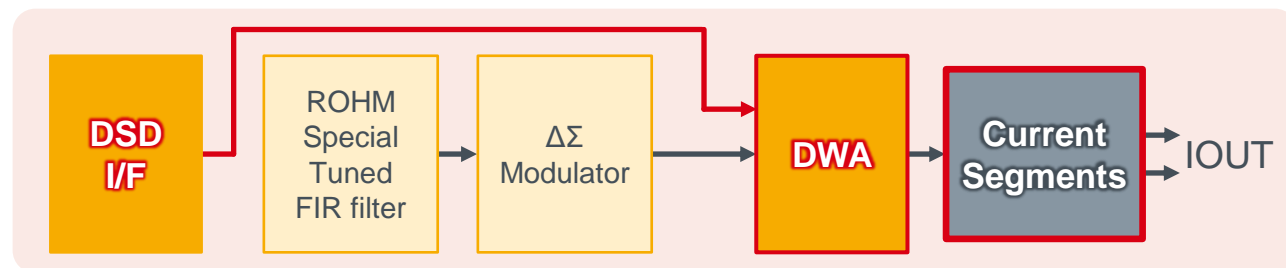 DSD
I/F
ROHM
Special
Tuned
FIR filter
ΔΣ
Modulator
DWA
Current
Segments
IOUT